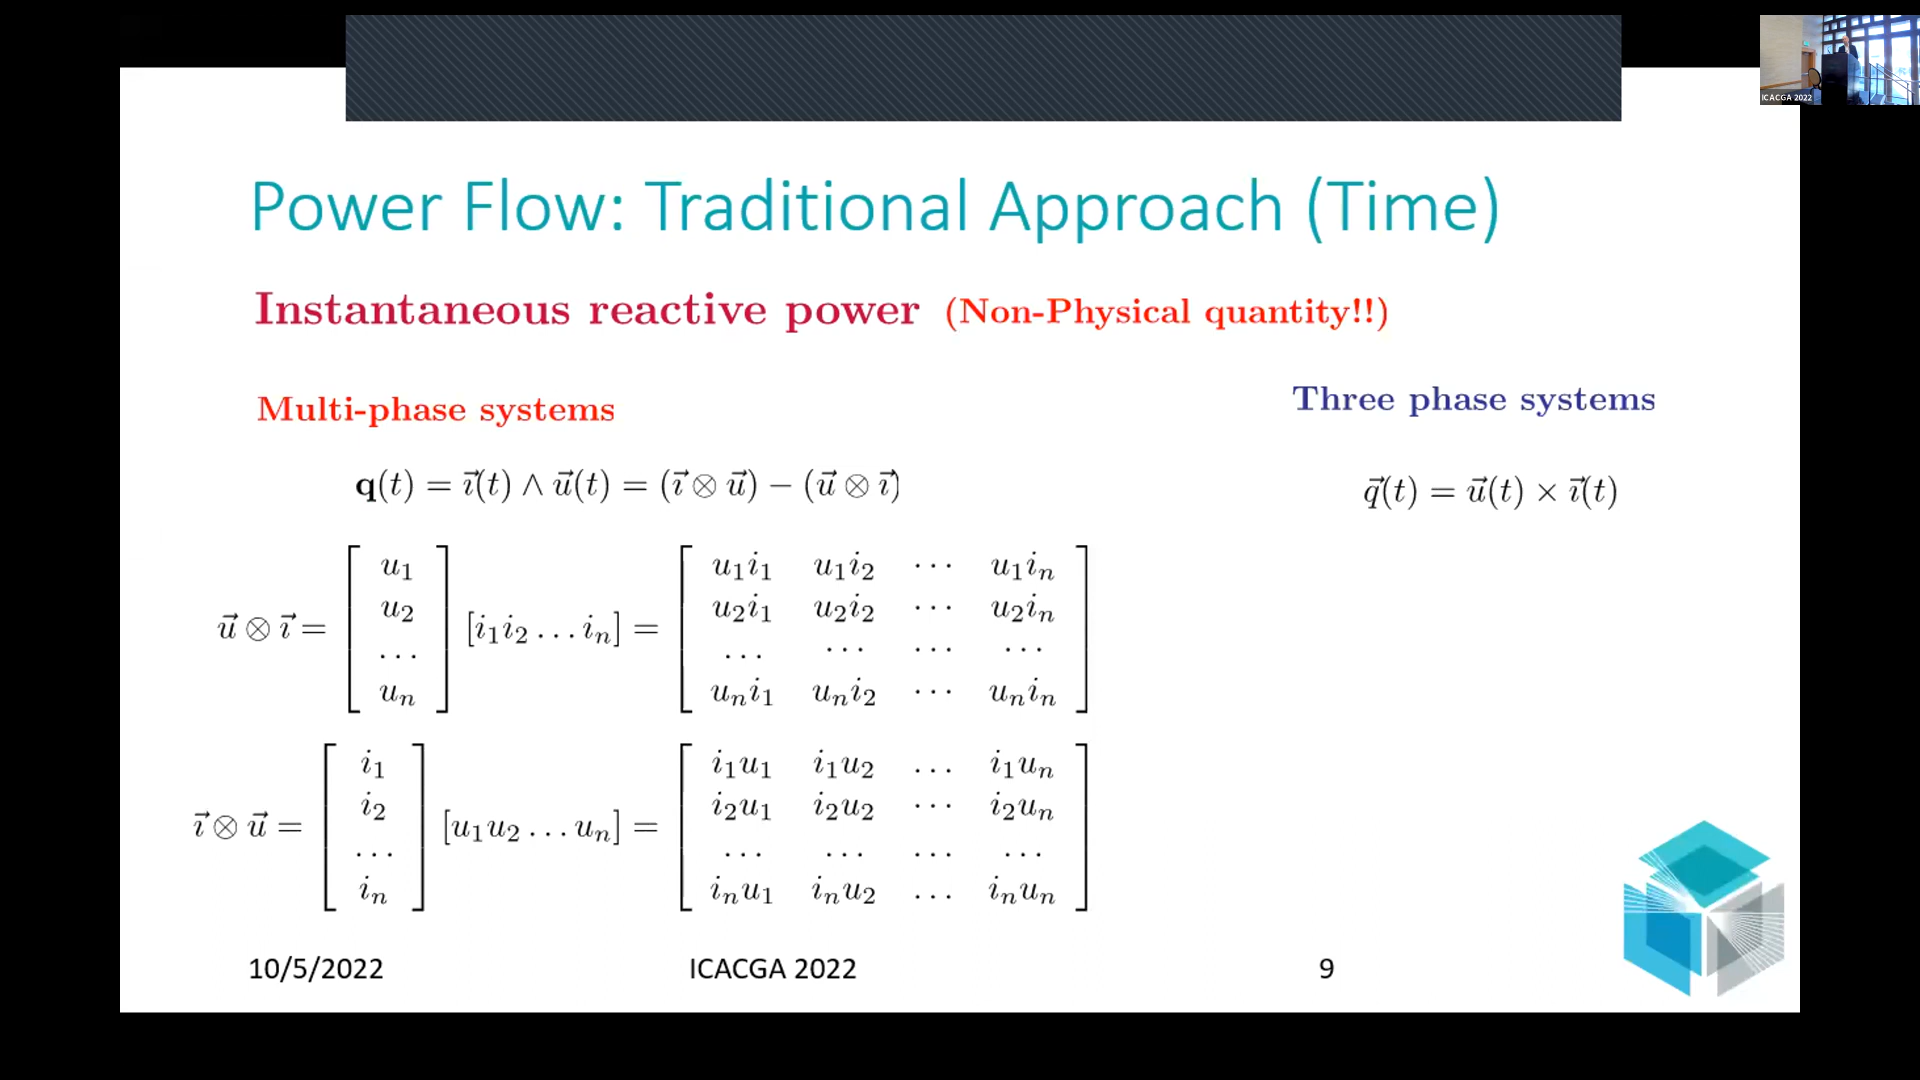 ICACGA 2022
Power Flow: Traditional Approach (Time)
Instantaneous reactive power (Non-Physical quantity!!)
Multi-phase systems
Three phase systems
q(t) = i⃗(t) ∧ u⃗(t) = (i⃗ ⊗ u⃗) − (u⃗ ⊗ i⃗)
q⃗(t) = u⃗(t) × i⃗(t)
u⃗ ⊗ i⃗ = [u₁ u₂ ... uₙ] [i₁i₂ ... iₙ] =
u₁i₁ u₁i₂ ··· u₁iₙ
u₂i₁ u₂i₂ ··· u₂iₙ
... ··· ··· ···
uₙi₁ uₙi₂ ··· uₙiₙ
i⃗ ⊗ u⃗ = [i₁ i₂ ... iₙ] [u₁u₂ ... uₙ] =
i₁u₁ i₁u₂ ... i₁uₙ
i₂u₁ i₂u₂ ··· i₂uₙ
... ... ... ...
iₙu₁ iₙu₂ ... iₙuₙ
10/5/2022
ICACGA 2022
9